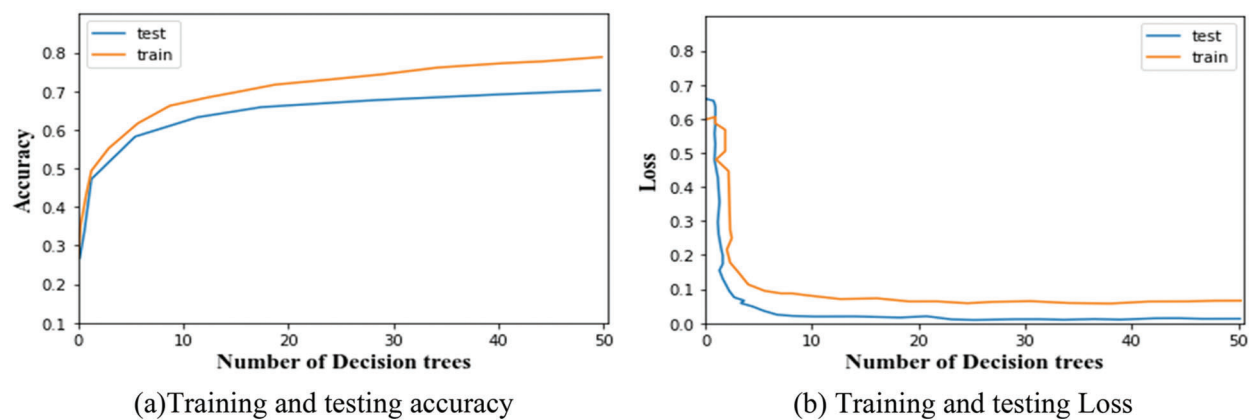 test
train
0.8
0.7
0.6
0.5
0.4
0.3
0.2
0.1
Accuracy
0 10 20 30 40 50
Number of Decision trees
(a)Training and testing accuracy
test
train
0.8
0.7
0.6
0.5
0.4
0.3
0.2
0.1
0.0
Loss
0 10 20 30 40 50
Number of Decision trees
(b) Training and testing Loss